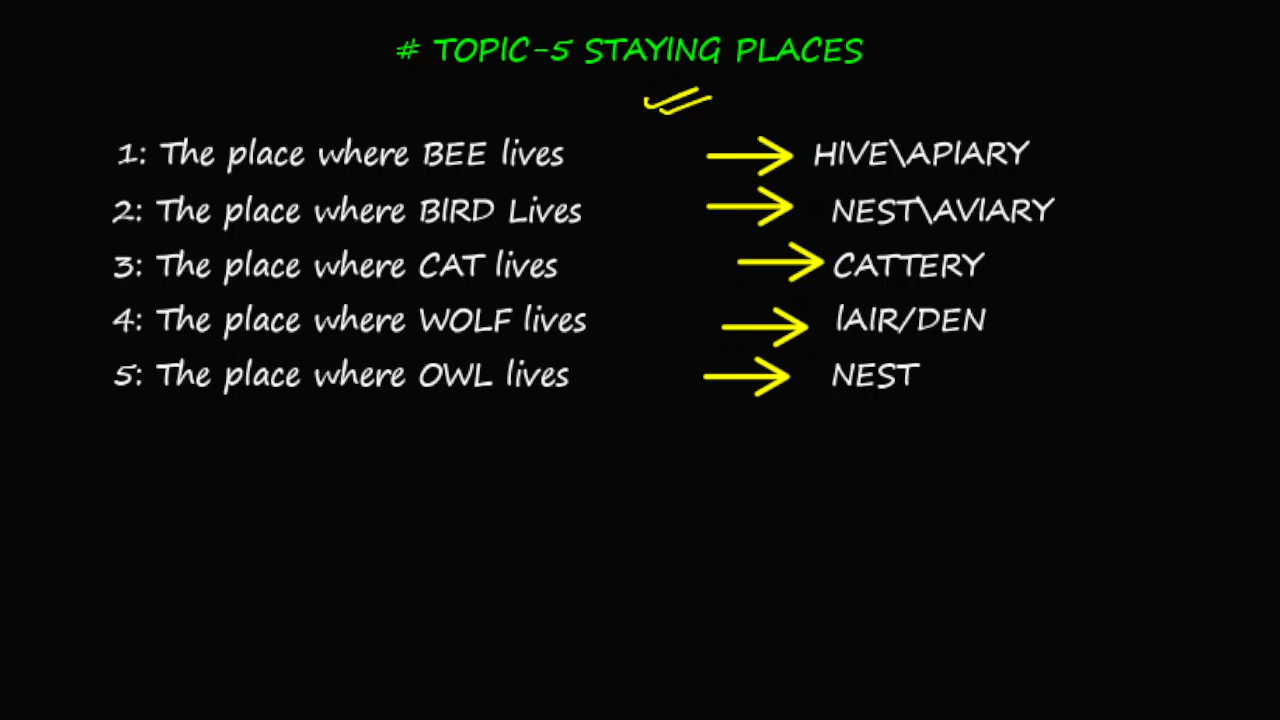 # TOPIC-5 STAYING PLACES
1: The place where BEE lives HIVE\APIARY
2: The place where BIRD Lives NEST\AVIARY
3: The place where CAT lives CATTERY
4: The place where WOLF lives lAIR/DEN
5: The place where OWL lives NEST